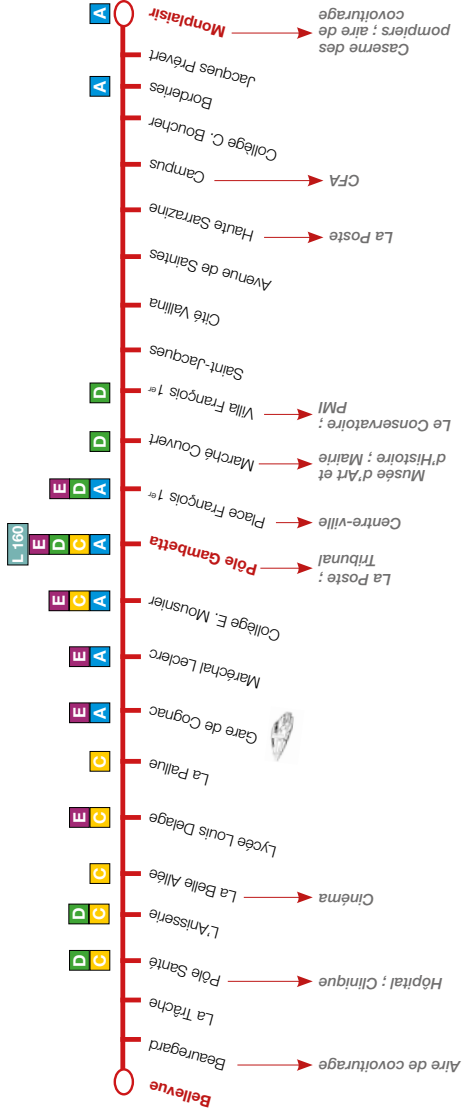 Bellevue
Aire de covoiturage
Beauregard
La Trâche
Hôpital ; Clinique
Pôle Santé
C D
L'Anisserie
C D
Cinéma
La Belle Allée
C
Lycée Louis Delage
C E
La Pallue
C
Gare de Cognac
A E
Maréchal Leclerc
A E
Collège E. Mousnier
A C E
La Poste ;
Tribunal
Pôle Gambetta
A C D E L 160
Centre-ville
Place François 1er
A D E
Musée d'Art et
d'Histoire ; Mairie
Marché Couvert
D
Le Conservatoire ;
PMI
Villa François 1er
D
Saint-Jacques
Cité Vallina
Avenue de Saintes
La Poste
Haute Sarrazine
CFA
Campus
Collège C. Boucher
Borderies
A
Jacques Prévert
Caserne des
pompiers ; aire de
covoiturage
Monplaisir
A